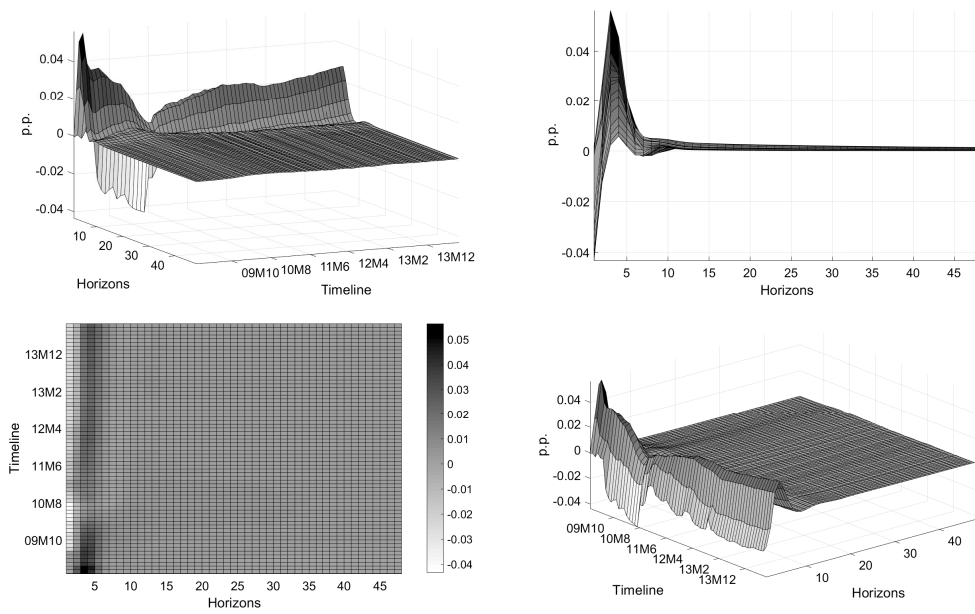 0.04
0.02
0
-0.02
-0.04
p.p.
10
20
30
40
Horizons
09M10
10M8
11M6
12M4
13M2
13M12
Timeline
0.04
0.02
0
-0.02
-0.04
p.p.
5
10
15
20
25
30
35
40
45
Horizons
13M12
13M2
12M4
11M6
10M8
09M10
Timeline
5
10
15
20
25
30
35
40
45
Horizons
0.05
0.04
0.03
0.02
0.01
0
-0.01
-0.02
-0.03
-0.04
0.04
0.02
0
-0.02
-0.04
p.p.
09M10
10M8
11M6
12M4
13M2
13M12
Timeline
10
20
30
40
Horizons